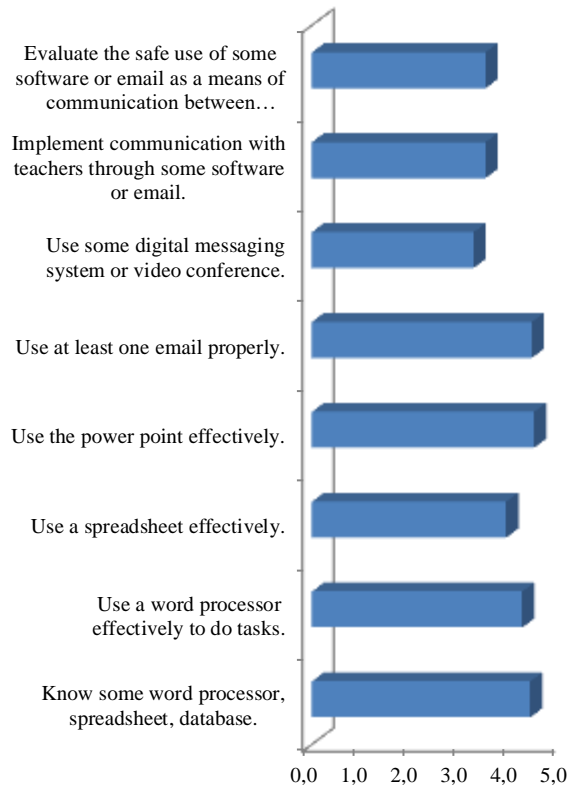 Evaluate the safe use of some
software or email as a means of
communication between…
Implement communication with
teachers through some software
or email.
Use some digital messaging
system or video conference.
Use at least one email properly.
Use the power point effectively.
Use a spreadsheet effectively.
Use a word processor
effectively to do tasks.
Know some word processor,
spreadsheet, database.
0,0 1,0 2,0 3,0 4,0 5,0